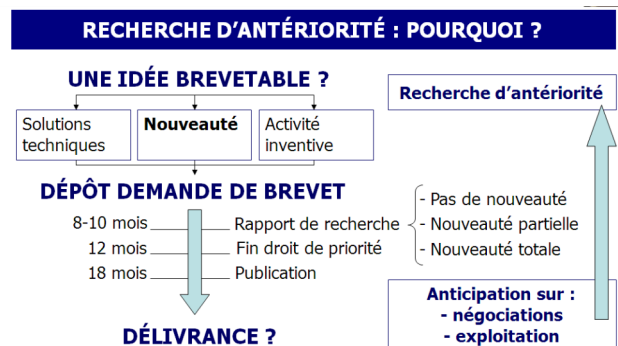 RECHERCHE D'ANTÉRIORITÉ : POURQUOI ?
UNE IDÉE BREVETABLE ?
Solutions
techniques
Nouveauté
Activité
inventive
Recherche d'antériorité
DÉPÔT DEMANDE DE BREVET
8-10 mois
Rapport de recherche
12 mois
Fin droit de priorité
18 mois
Publication
- Pas de nouveauté
- Nouveauté partielle
- Nouveauté totale
Anticipation sur :
- négociations
- exploitation
DÉLIVRANCE ?